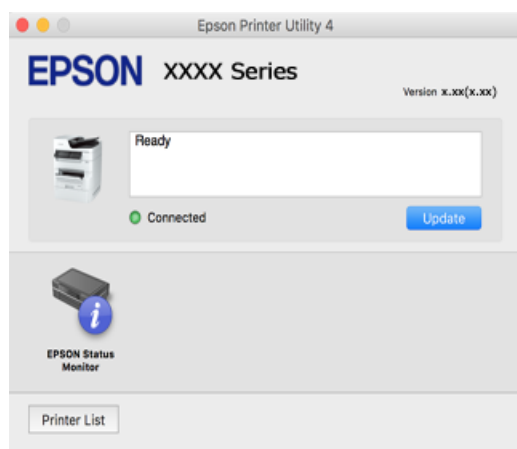 Epson Printer Utility 4
EPSON XXXX Series
Version x.xx(x.xx)
Ready
Connected
Update
i
EPSON Status
Monitor
Printer List